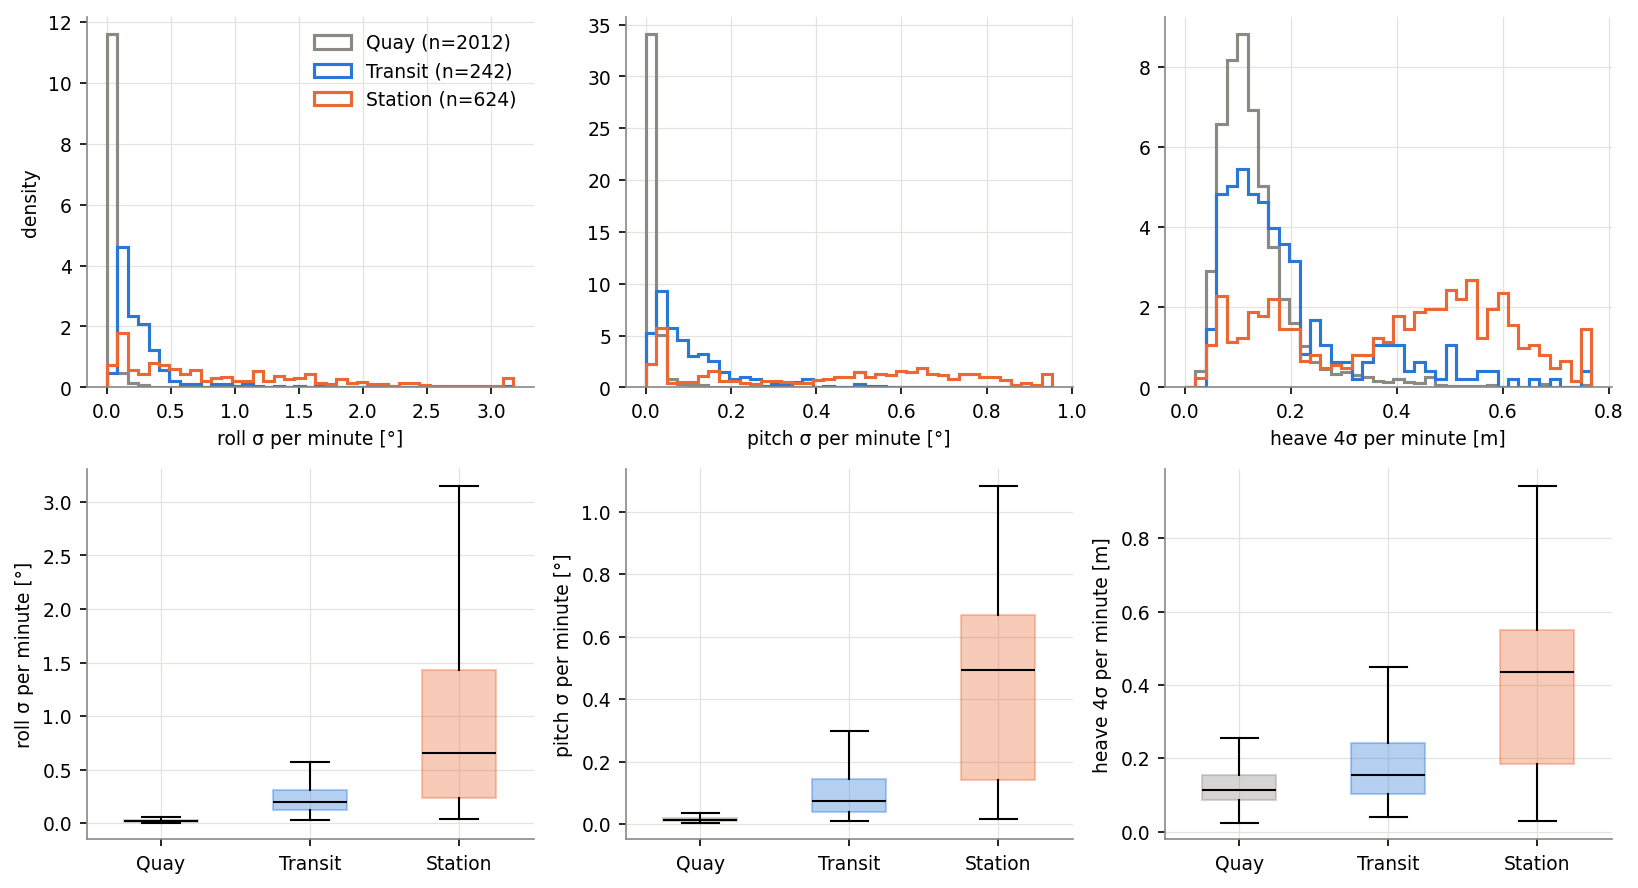 12
10
8
6
4
2
0
density
Quay (n=2012)
Transit (n=242)
Station (n=624)
0.0 0.5 1.0 1.5 2.0 2.5 3.0
roll σ per minute [°]
35
30
25
20
15
10
5
0
0.0 0.2 0.4 0.6 0.8 1.0
pitch σ per minute [°]
8
6
4
2
0
0.0 0.2 0.4 0.6 0.8
heave 4σ per minute [m]
3.0
2.5
2.0
1.5
1.0
0.5
0.0
roll σ per minute [°]
Quay Transit Station
1.0
0.8
0.6
0.4
0.2
0.0
pitch σ per minute [°]
Quay Transit Station
0.8
0.6
0.4
0.2
0.0
heave 4σ per minute [m]
Quay Transit Station